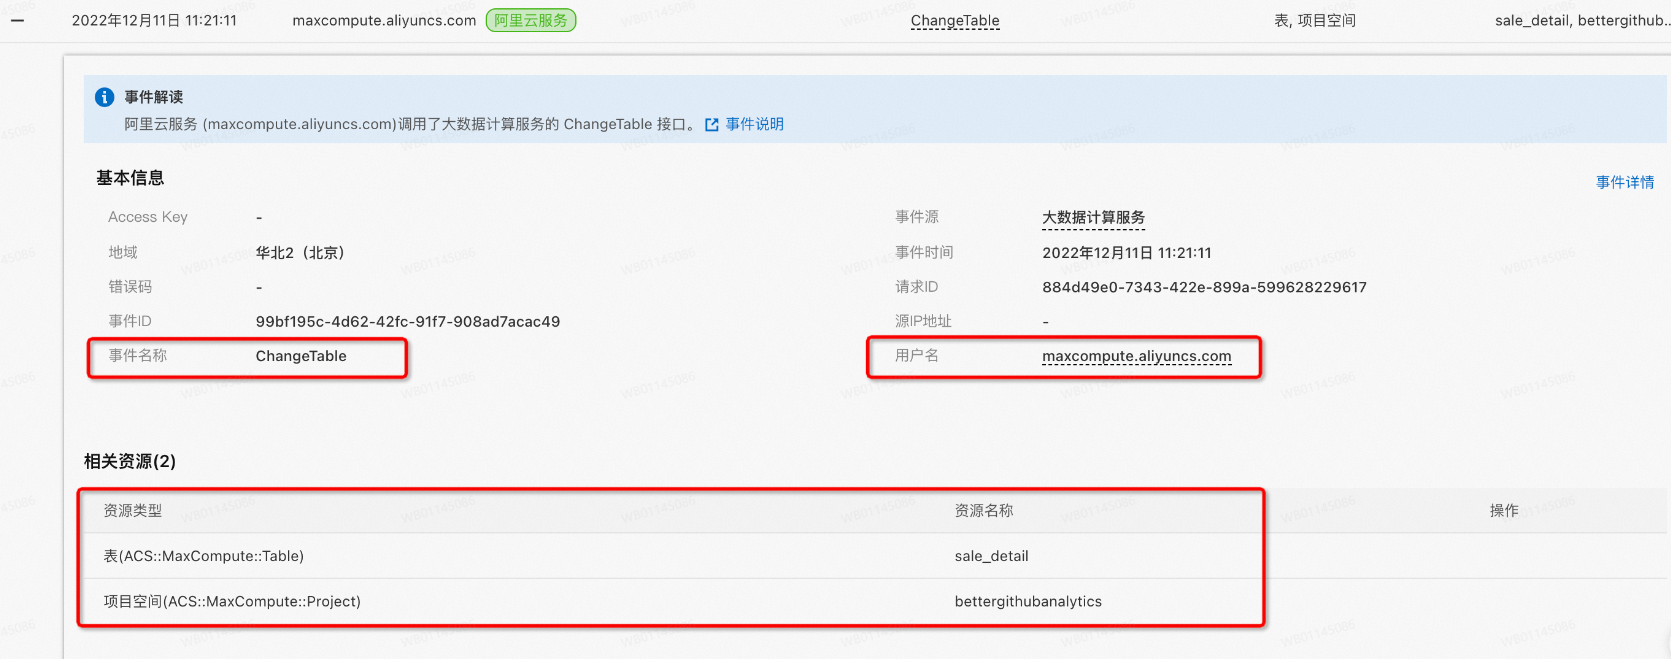 2022年12月11日 11:21:11 maxcompute.aliyuncs.com 阿里云服务 ChangeTable 表, 项目空间 sale_detail, bettergithub...
事件解读
阿里云服务 (maxcompute.aliyuncs.com)调用了大数据计算服务的 ChangeTable 接口。 事件说明
基本信息 事件详情
Access Key - 事件源 大数据计算服务
地域 华北2（北京） 事件时间 2022年12月11日 11:21:11
错误码 - 请求ID 884d49e0-7343-422e-899a-599628229617
事件ID 99bf195c-4d62-42fc-91f7-908ad7acac49 源IP地址 -
事件名称 ChangeTable 用户名 maxcompute.aliyuncs.com
相关资源(2)
资源类型 资源名称 操作
表(ACS::MaxCompute::Table) sale_detail
项目空间(ACS::MaxCompute::Project) bettergithubanalytics